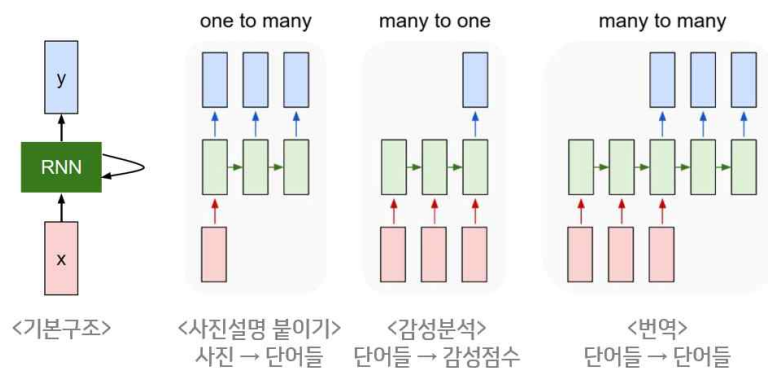 one to many
many to one
many to many
y
RNN
x
<기본구조>
<사진설명 붙이기>
사진 → 단어들
<감성분석>
단어들 → 감성점수
<번역>
단어들 → 단어들